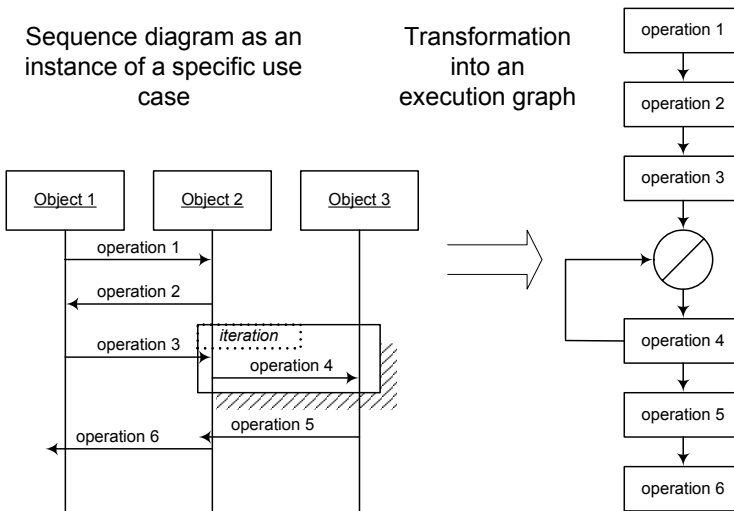 Sequence diagram as an
instance of a specific use
case
Transformation
into an
execution graph
Object 1
Object 2
Object 3
operation 1
operation 2
iteration
operation 3
operation 4
operation 5
operation 6
operation 1
operation 2
operation 3
operation 4
operation 5
operation 6